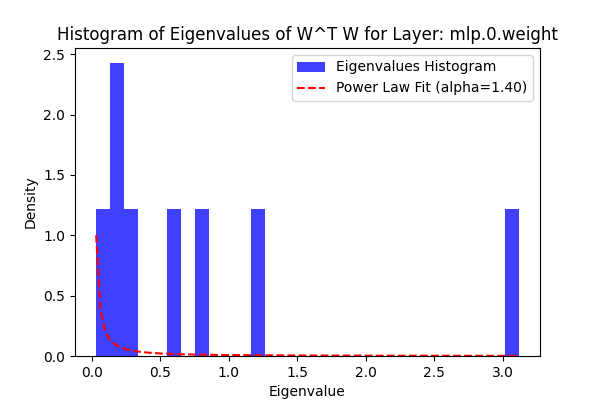 Histogram of Eigenvalues of W^T W for Layer: mlp.0.weight
Eigenvalues Histogram
Power Law Fit (alpha=1.40)
Density
2.5
2.0
1.5
1.0
0.5
0.0
0.0 0.5 1.0 1.5 2.0 2.5 3.0
Eigenvalue